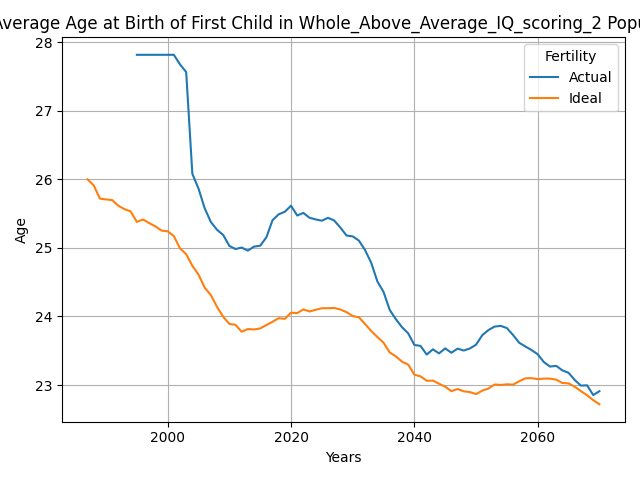 Average Age at Birth of First Child in Whole_Above_Average_IQ_scoring_2 Popu
28
27
26
25
24
23
Age
Fertility
Actual
Ideal
2000 2020 2040 2060
Years